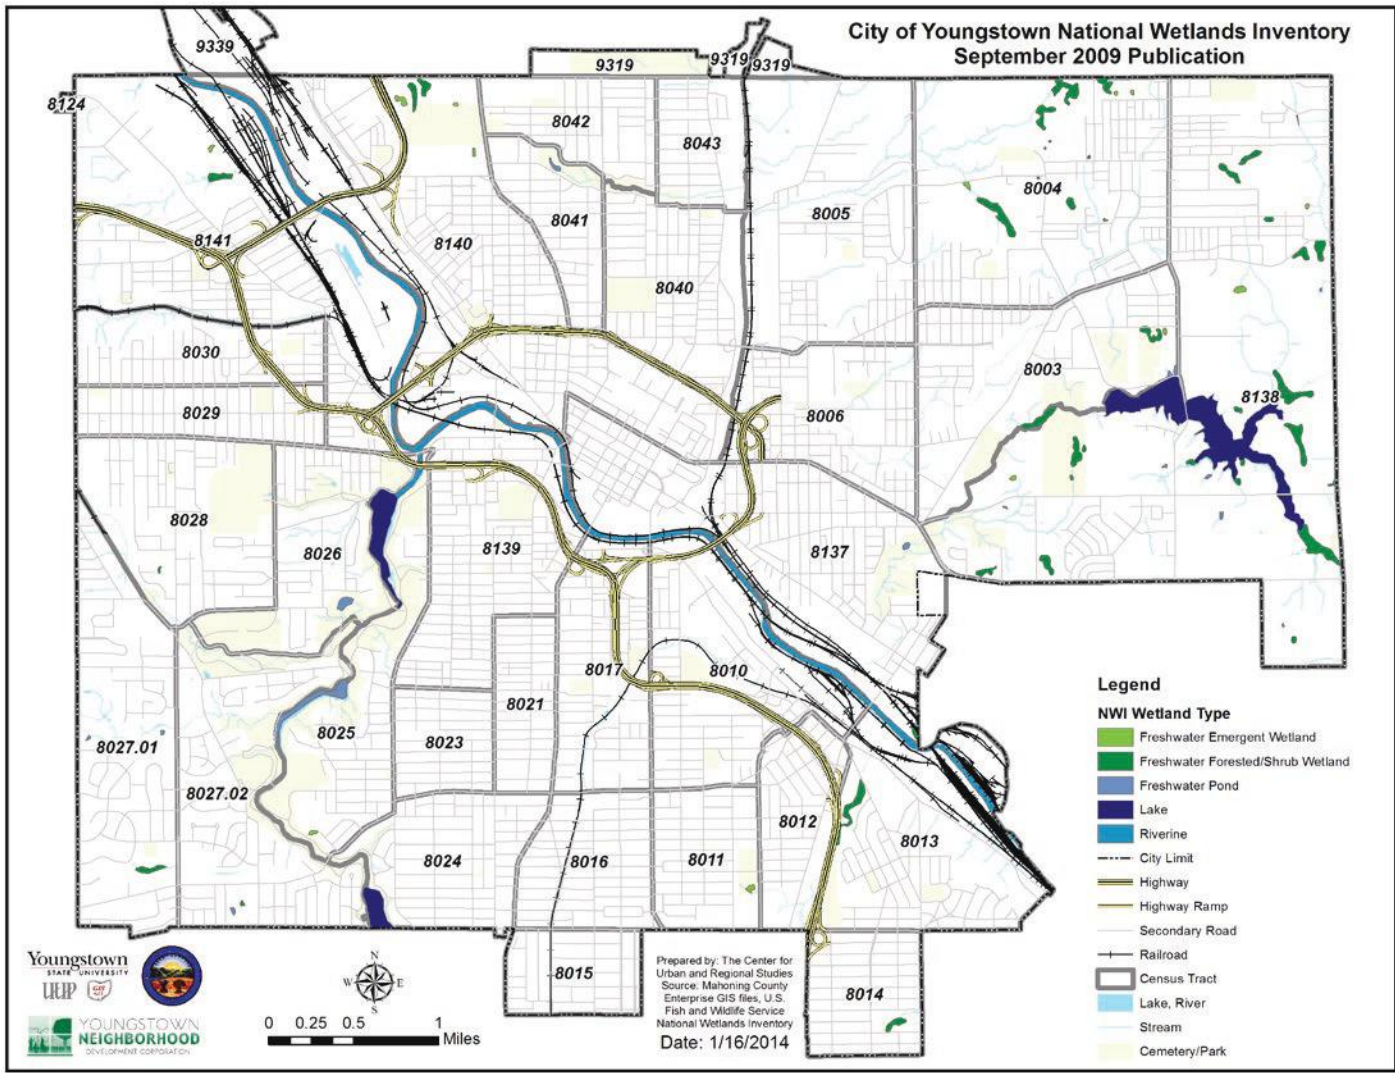 City of Youngstown National Wetlands Inventory
September 2009 Publication
9339
9319
9319
9319
8124
8042
8043
8004
8041
8005
8141
8140
8040
8030
8003
8029
8138
8006
8028
8026
8139
8137
8017
8010
8021
8025
8023
8027.01
8027.02
8012
8013
8024
8016
8011
8015
8014
Legend
NWI Wetland Type
Freshwater Emergent Wetland
Freshwater Forested/Shrub Wetland
Freshwater Pond
Lake
Riverine
City Limit
Highway
Highway Ramp
Secondary Road
Railroad
Census Tract
Lake, River
Stream
Cemetery/Park
Youngstown
STATE UNIVERSITY
YOUNGSTOWN
NEIGHBORHOOD
DEVELOPMENT CORPORATION
N
W E
S
0 0.25 0.5 1
Miles
Prepared by: The Center for
Urban and Regional Studies
Source: Mahoning County
Enterprise GIS files, U.S.
Fish and Wildlife Service
National Wetlands Inventory
Date: 1/16/2014